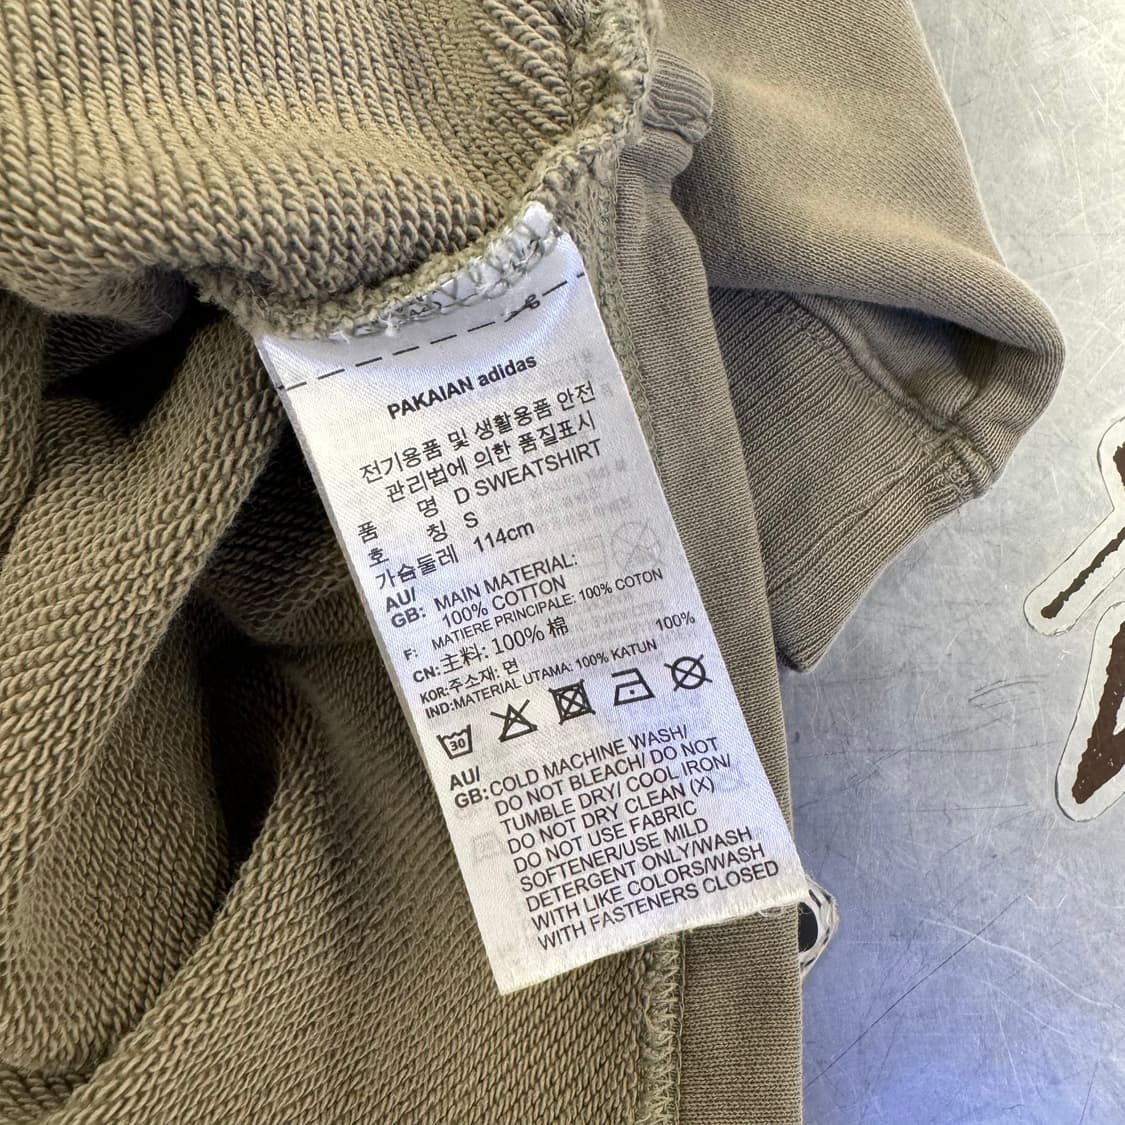 PAKAIAN adidas
전기용품 및 생활용품 안전
관리법에 의한 품질표시
품 명 D SWEATSHIRT
호 칭 S
가슴둘레 114cm
AU/
GB: MAIN MATERIAL:
100% COTTON
F: MATIERE PRINCIPALE: 100% COTON
CN:主料: 100% 棉
KOR:주소재: 면 100%
IND:MATERIAL UTAMA: 100% KATUN
30
AU/
GB:COLD MACHINE WASH/
DO NOT BLEACH/ DO NOT
TUMBLE DRY/ COOL IRON/
DO NOT DRY CLEAN (X)
DO NOT USE FABRIC
SOFTENER/USE MILD
DETERGENT ONLY/WASH
WITH LIKE COLORS/WASH
WITH FASTENERS CLOSED